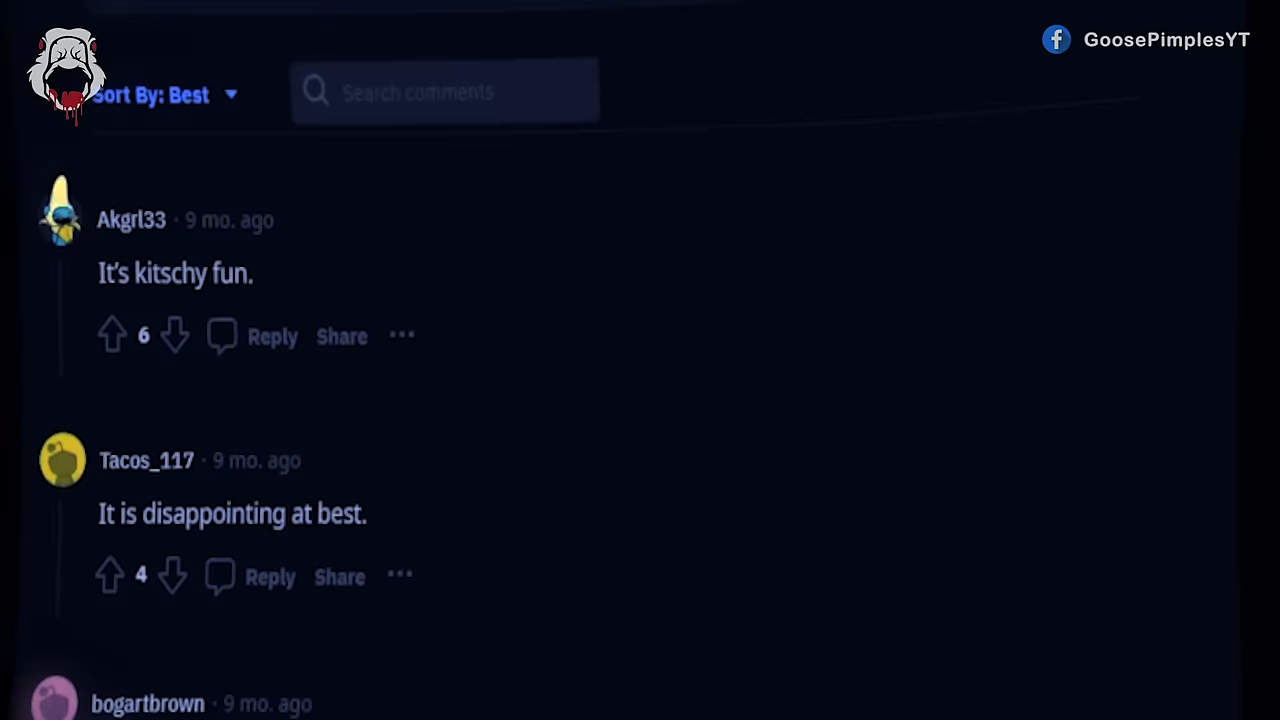 GoosePimplesYT
Sort By: Best
Search comments
Akgrl33 · 9 mo. ago
It's kitschy fun.
6 Reply Share ...
Tacos_117 · 9 mo. ago
It is disappointing at best.
4 Reply Share ...
bogartbrown · 9 mo. ago